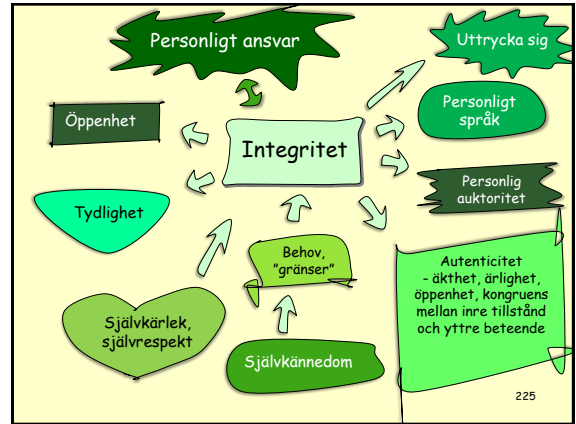 Personligt ansvar
Uttrycka sig
Öppenhet
Personligt
språk
Integritet
Personlig
auktoritet
Tydlighet
Behov,
”gränser”
Autenticitet
- äkthet, ärlighet,
öppenhet, kongruens
mellan inre tillstånd
och yttre beteende
Självkärlek,
självrespekt
Självkännedom
225